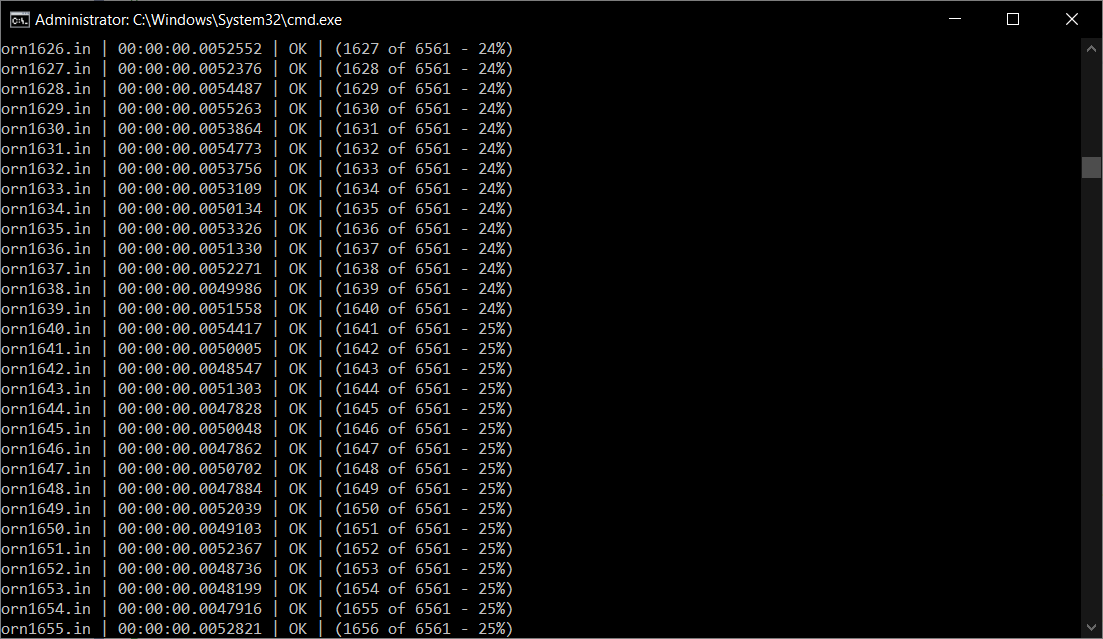 Administrator: C:\Windows\System32\cmd.exe
orn1626.in | 00:00:00.0052552 | OK | (1627 of 6561 - 24%)
orn1627.in | 00:00:00.0052376 | OK | (1628 of 6561 - 24%)
orn1628.in | 00:00:00.0054487 | OK | (1629 of 6561 - 24%)
orn1629.in | 00:00:00.0055263 | OK | (1630 of 6561 - 24%)
orn1630.in | 00:00:00.0053864 | OK | (1631 of 6561 - 24%)
orn1631.in | 00:00:00.0054773 | OK | (1632 of 6561 - 24%)
orn1632.in | 00:00:00.0053756 | OK | (1633 of 6561 - 24%)
orn1633.in | 00:00:00.0053109 | OK | (1634 of 6561 - 24%)
orn1634.in | 00:00:00.0050134 | OK | (1635 of 6561 - 24%)
orn1635.in | 00:00:00.0053326 | OK | (1636 of 6561 - 24%)
orn1636.in | 00:00:00.0051330 | OK | (1637 of 6561 - 24%)
orn1637.in | 00:00:00.0052271 | OK | (1638 of 6561 - 24%)
orn1638.in | 00:00:00.0049986 | OK | (1639 of 6561 - 24%)
orn1639.in | 00:00:00.0051558 | OK | (1640 of 6561 - 24%)
orn1640.in | 00:00:00.0054417 | OK | (1641 of 6561 - 25%)
orn1641.in | 00:00:00.0050005 | OK | (1642 of 6561 - 25%)
orn1642.in | 00:00:00.0048547 | OK | (1643 of 6561 - 25%)
orn1643.in | 00:00:00.0051303 | OK | (1644 of 6561 - 25%)
orn1644.in | 00:00:00.0047828 | OK | (1645 of 6561 - 25%)
orn1645.in | 00:00:00.0050048 | OK | (1646 of 6561 - 25%)
orn1646.in | 00:00:00.0047862 | OK | (1647 of 6561 - 25%)
orn1647.in | 00:00:00.0050702 | OK | (1648 of 6561 - 25%)
orn1648.in | 00:00:00.0047884 | OK | (1649 of 6561 - 25%)
orn1649.in | 00:00:00.0052039 | OK | (1650 of 6561 - 25%)
orn1650.in | 00:00:00.0049103 | OK | (1651 of 6561 - 25%)
orn1651.in | 00:00:00.0052367 | OK | (1652 of 6561 - 25%)
orn1652.in | 00:00:00.0048736 | OK | (1653 of 6561 - 25%)
orn1653.in | 00:00:00.0048199 | OK | (1654 of 6561 - 25%)
orn1654.in | 00:00:00.0047916 | OK | (1655 of 6561 - 25%)
orn1655.in | 00:00:00.0052821 | OK | (1656 of 6561 - 25%)